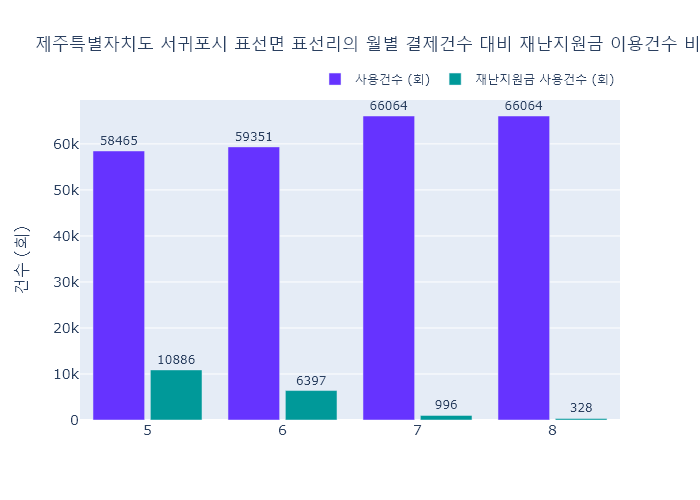 제주특별자치도 서귀포시 표선면 표선리의 월별 결제건수 대비 재난지원금 이용건수 비
사용건수 (회) 재난지원금 사용건수 (회)
건수 (회)
60k
50k
40k
30k
20k
10k
0
58465 10886
59351 6397
66064 996
66064 328
5 6 7 8